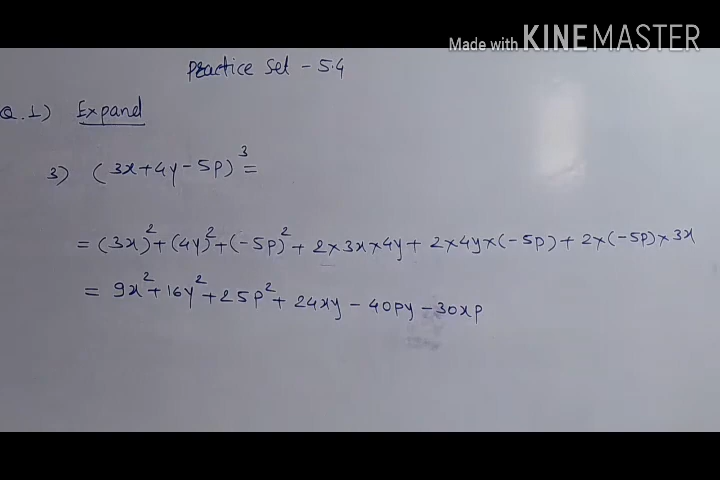 Made with KINEMASTER
Practice Set - 5.4
Q.1) Expand
3) (3x+4y-5p)³=
= (3x)²+(4y)²+(-5p)² + 2×3x×4y+ 2×4y×(-5p)+ 2×(-5p)×3x
= 9x²+16y²+25p²+24xy - 40py - 30xp